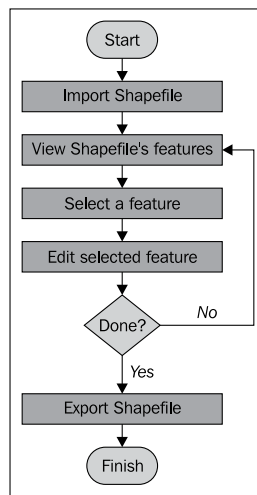 Start
Import Shapefile
View Shapefile's features
Select a feature
Edit selected feature
Done?
No
Yes
Export Shapefile
Finish